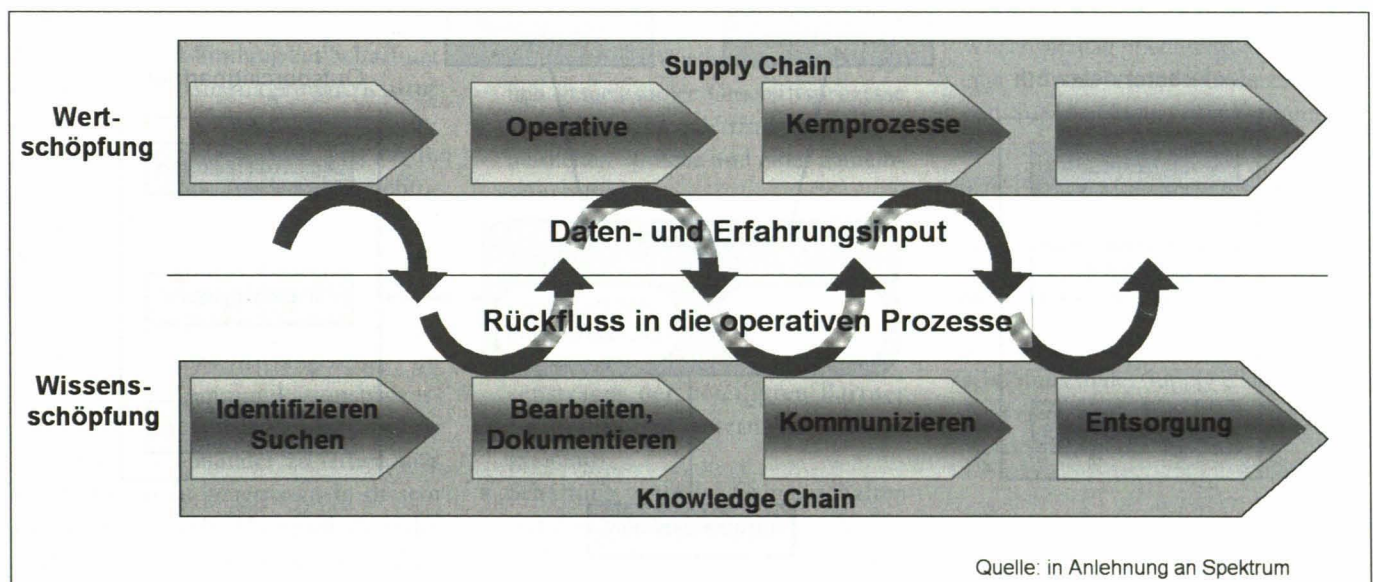 Supply Chain
Wert-
schöpfung
Operative
Kernprozesse
Daten- und Erfahrungsinput
Rückfluss in die operativen Prozesse
Wissens-
schöpfung
Identifizieren
Suchen
Bearbeiten,
Dokumentieren
Kommunizieren
Entsorgung
Knowledge Chain
Quelle: in Anlehnung an Spektrum